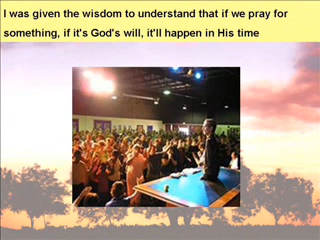 I was given the wisdom to understand that if we pray for
something, if it's God's will, it'll happen in His time